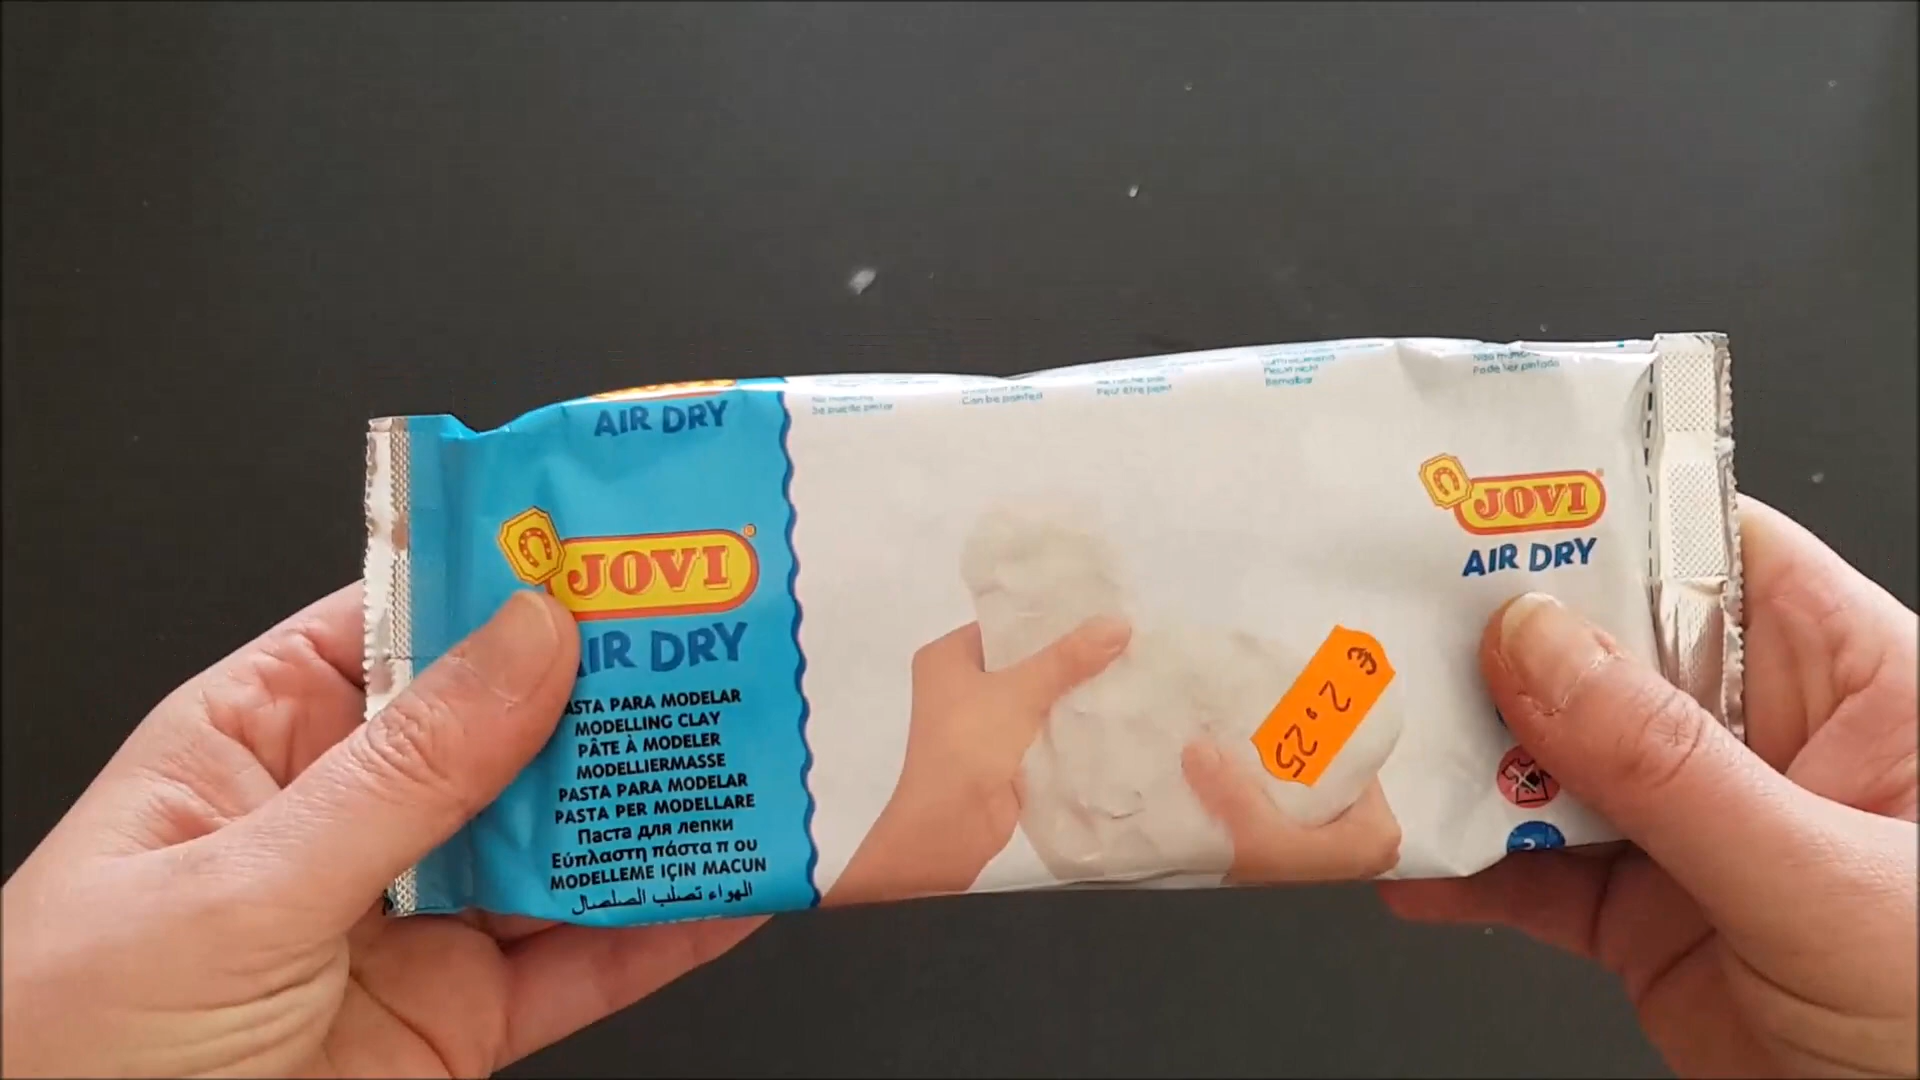 AIR DRY
JOVI
AIR DRY
PASTA PARA MODELAR
MODELLING CLAY
PÂTE À MODELER
MODELLIERMASSE
PASTA PARA MODELAR
PASTA PER MODELLARE
Паста для лепки
Εύπλαστη πάστα π ου
MODELLEME IÇIN MACUN
الهواء تصلب الصلصال
Se puede pintar
Can be painted
Peut être peint
Bemalbar
Pode ser pintado
JOVI
AIR DRY
€ 2,25